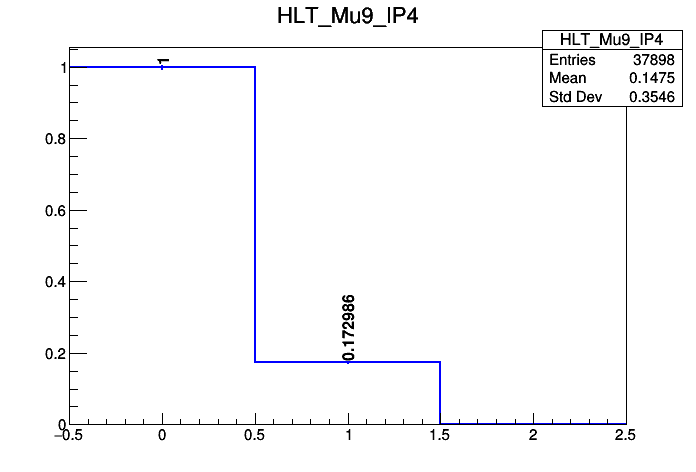 HLT_Mu9_IP4
HLT_Mu9_IP4
Entries 37898
Mean 0.1475
Std Dev 0.3546
1
0.8
0.6
0.4
0.2
0
1
0.172986
−0.5 0 0.5 1 1.5 2 2.5